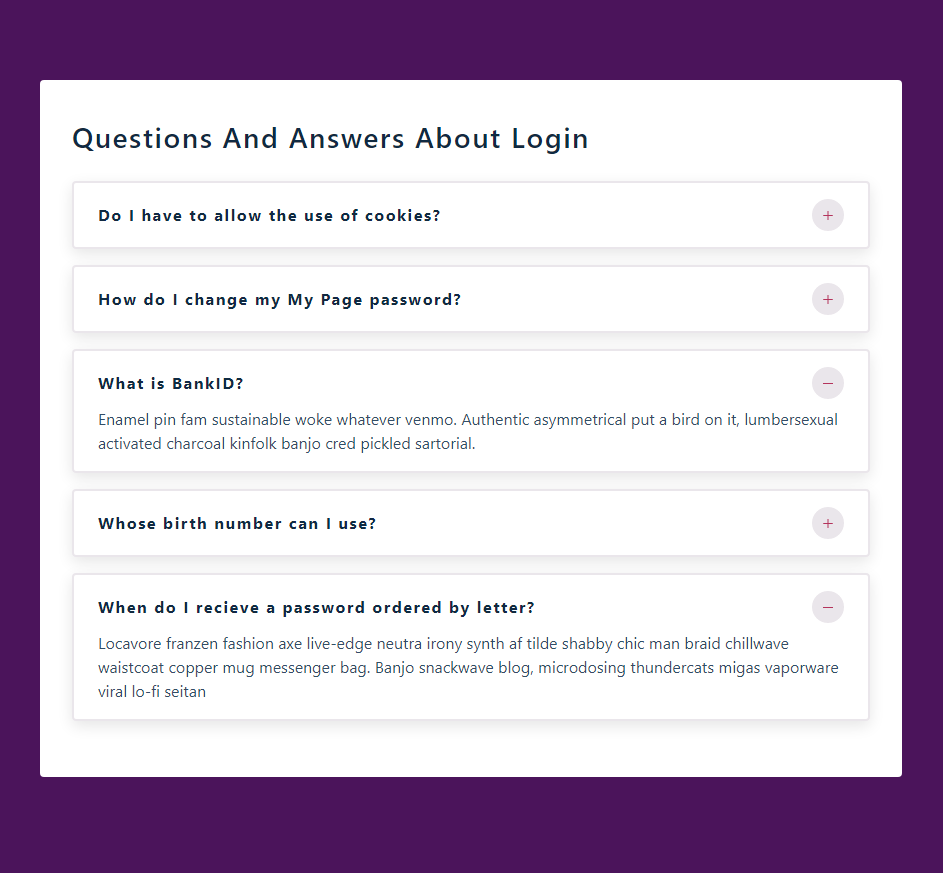 Questions And Answers About Login
Do I have to allow the use of cookies?
How do I change my My Page password?
What is BankID?
Enamel pin fam sustainable woke whatever venmo. Authentic asymmetrical put a bird on it, lumbersexual
activated charcoal kinfolk banjo cred pickled sartorial.
Whose birth number can I use?
When do I recieve a password ordered by letter?
Locavore franzen fashion axe live-edge neutra irony synth af tilde shabby chic man braid chillwave
waistcoat copper mug messenger bag. Banjo snackwave blog, microdosing thundercats migas vaporware
viral lo-fi seitan